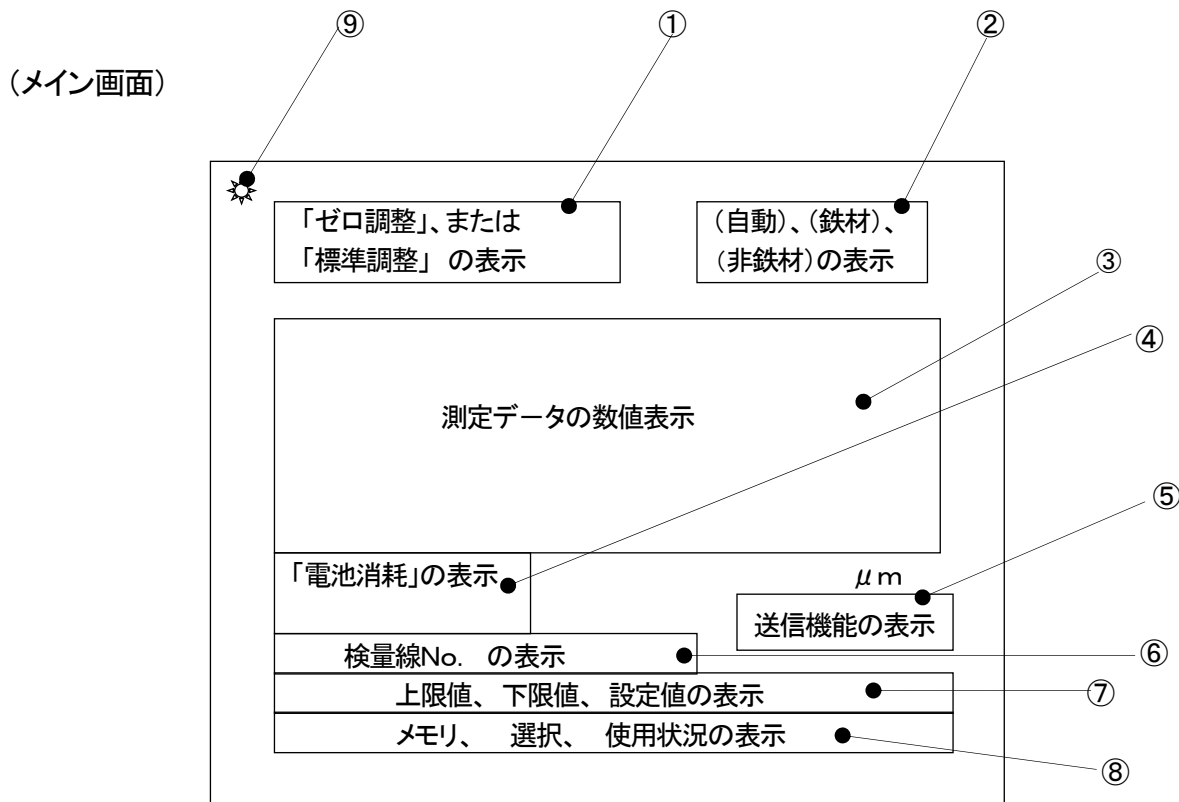 ⑨
①
②
（メイン画面）
「ゼロ調整」、または
「標準調整」 の表示
（自動）、（鉄材）、
（非鉄材）の表示
③
④
測定データの数値表示
⑤
「電池消耗」の表示
μｍ
送信機能の表示
検量線No. の表示
⑥
上限値、下限値、設定値の表示
⑦
メモリ、 選択、 使用状況の表示
⑧